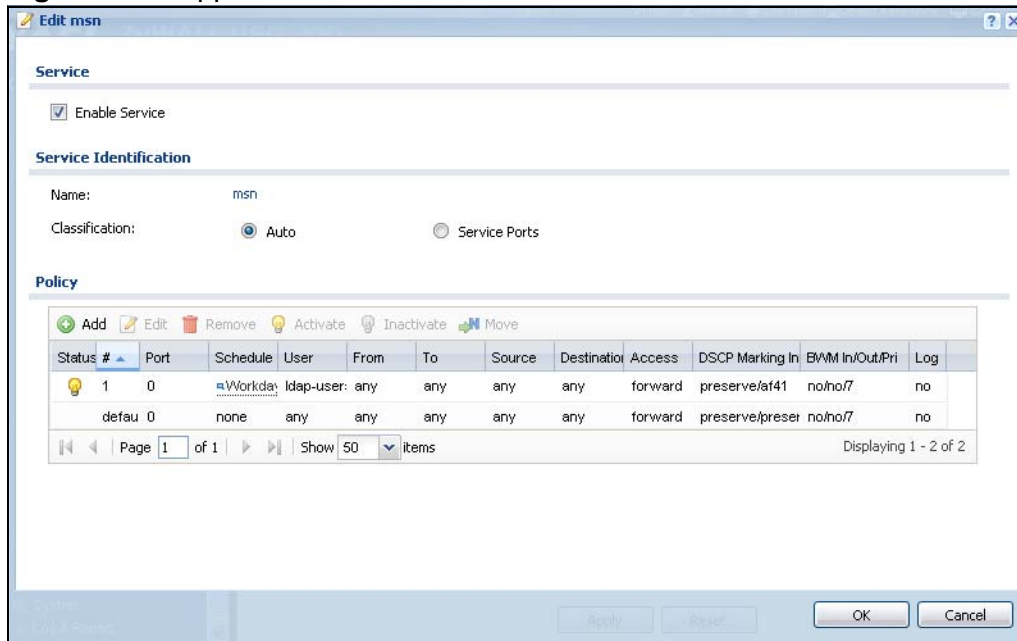 Edit msn
Service
Enable Service
Service Identification
Name: msn
Classification: Auto Service Ports
Policy
Add Edit Remove Activate Inactivate Move
Status # Port Schedule User From To Source Destination Access DSCP Marking In BWM In/Out/Pri Log
1 0 Workday ldap-user: any any any any forward preserve/af41 no/no/7 no
defau 0 none any any any any forward preserve/preser no/no/7 no
Page 1 of 1 Show 50 items Displaying 1 - 2 of 2
System
Log & Report
Apply Reset
OK Cancel